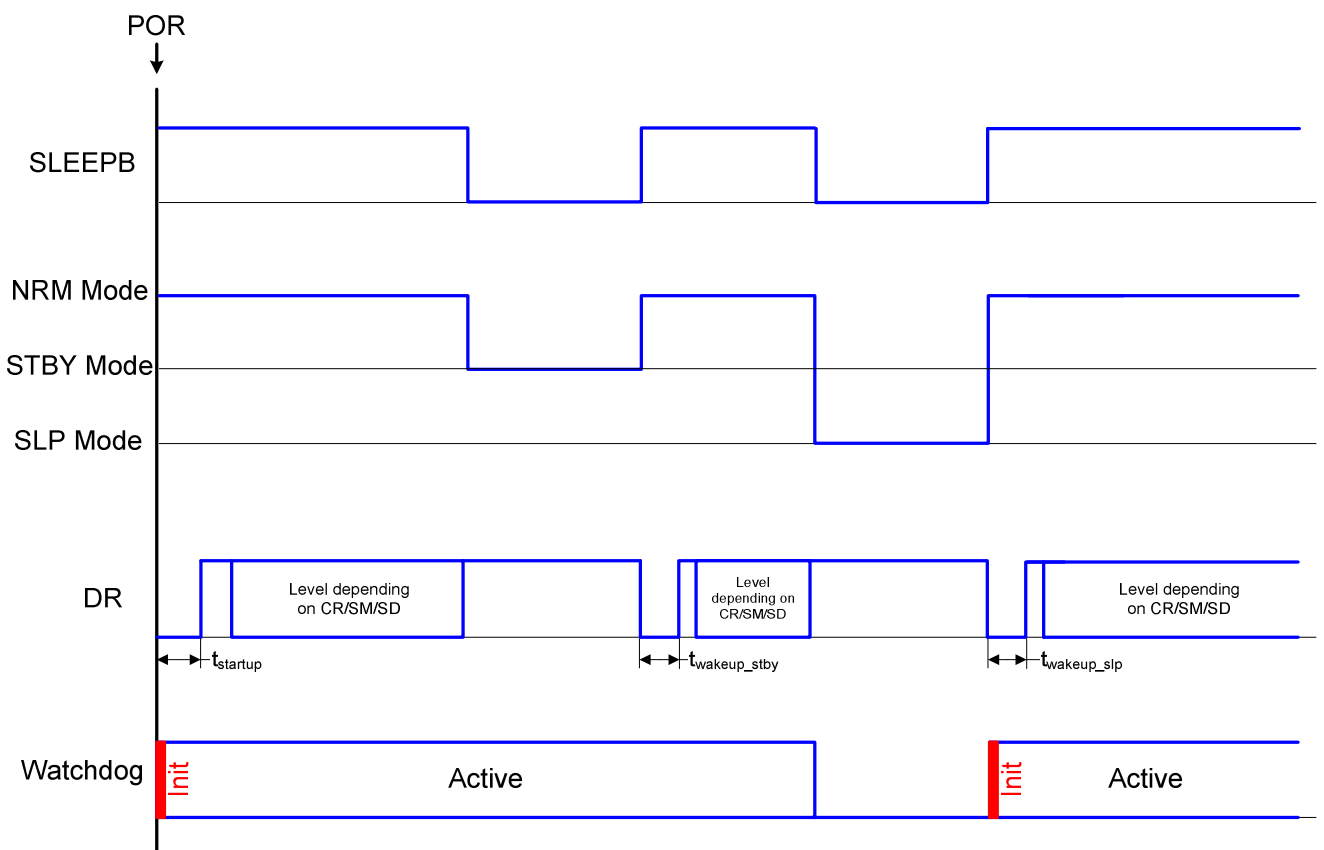 POR
SLEEPB
NRM Mode
STBY Mode
SLP Mode
DR
Level depending
on CR/SM/SD
Level
depending on
CR/SM/SD
Level depending
on CR/SM/SD
tstartup
twakeup_stby
twakeup_slp
Watchdog
Init
Active
Init
Active